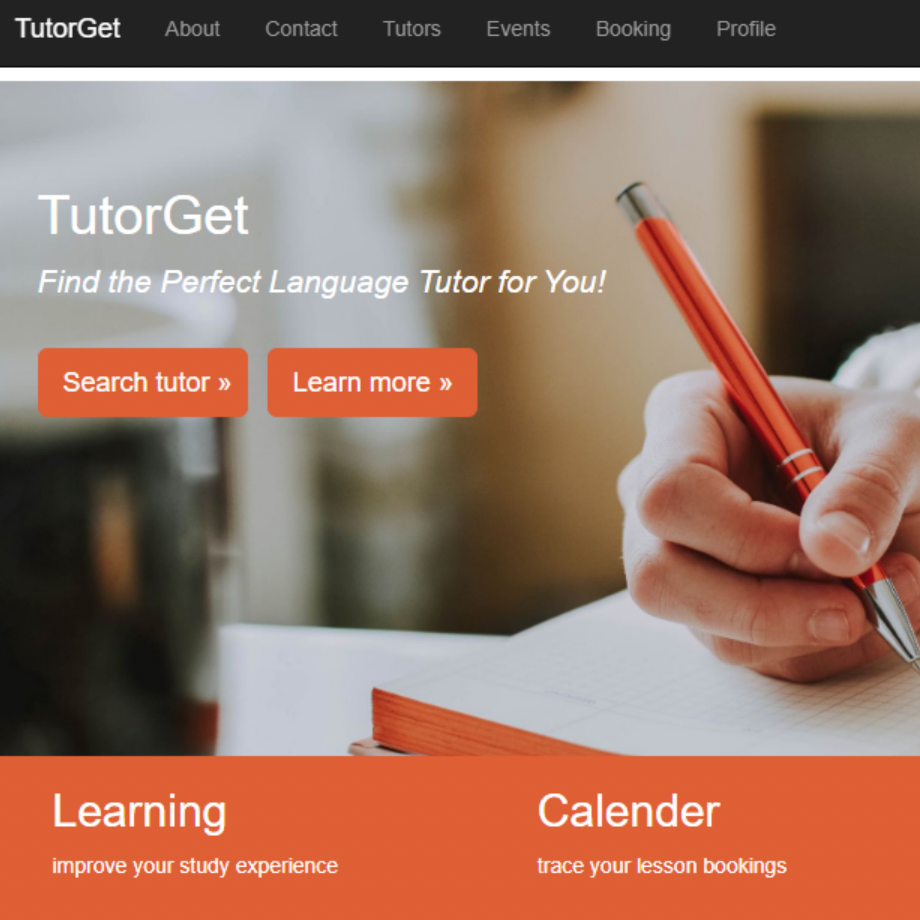 TutorGet About Contact Tutors Events Booking Profile
TutorGet
Find the Perfect Language Tutor for You!
Search tutor » Learn more »
Learning Calender
improve your study experience trace your lesson bookings